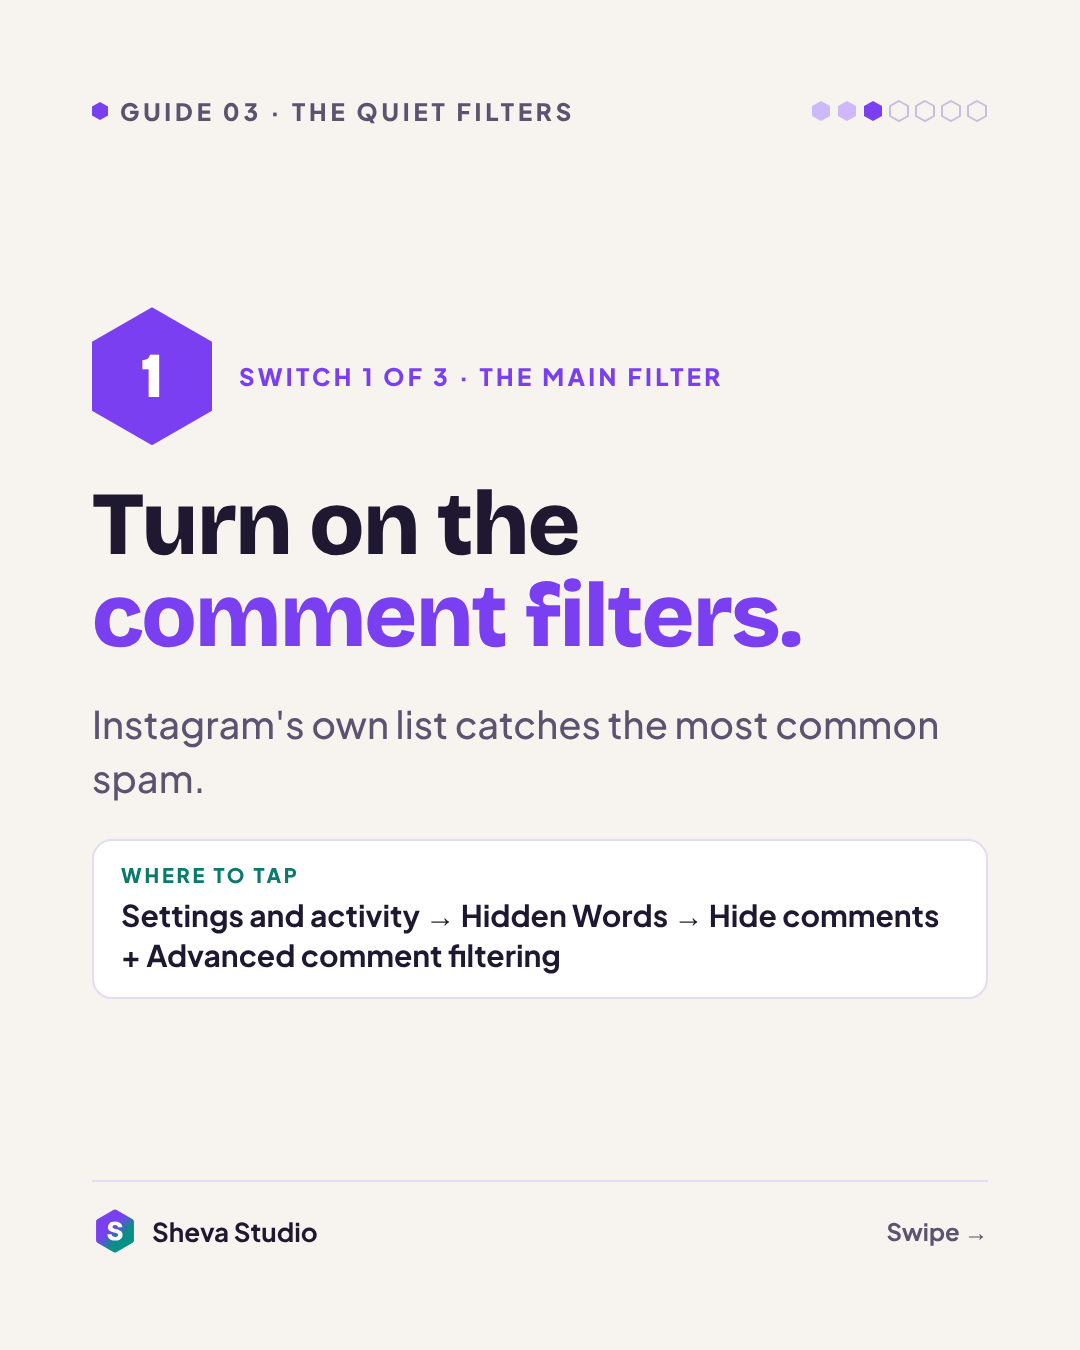 GUIDE 03 · THE QUIET FILTERS
1
SWITCH 1 OF 3 · THE MAIN FILTER
Turn on the
comment filters.
Instagram's own list catches the most common
spam.
WHERE TO TAP
Settings and activity → Hidden Words → Hide comments
+ Advanced comment filtering
S
Sheva Studio
Swipe →